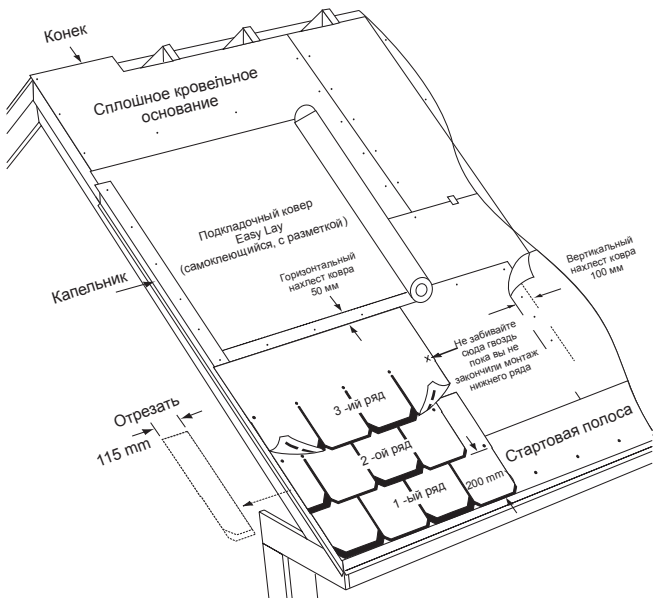 Конек
Сплошное кровельное
основание
Подкладочный ковер
Easy Lay
(самоклеющийся, с разметкой)
Горизонтальный
нахлест ковра
50 мм
Вертикальный
нахлест ковра
100 мм
Капельник
Не забивайте
сюда гвоздь
пока вы не
закончили монтаж
нижнего ряда
x
Отрезать
115 mm
3 -ий ряд
2 -ой ряд
1 -ый ряд
200 mm
Стартовая полоса